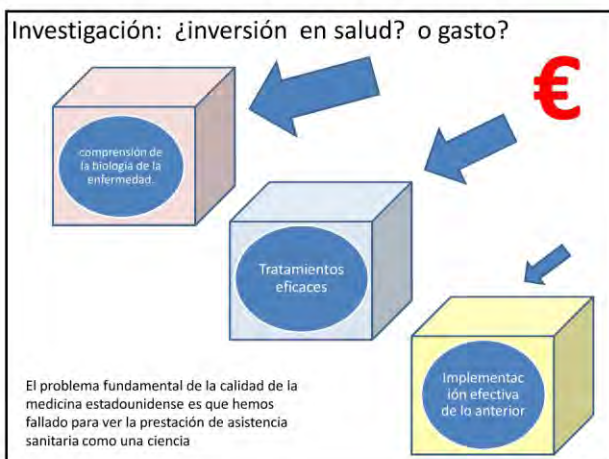 Investigación: ¿inversión en salud? o gasto?
€
comprensión de
la biología de la
enfermedad.
Tratamientos
eficaces
Implementac
ión efectiva
de lo anterior
El problema fundamental de la calidad de la
medicina estadounidense es que hemos
fallado para ver la prestación de asistencia
sanitaria como una ciencia